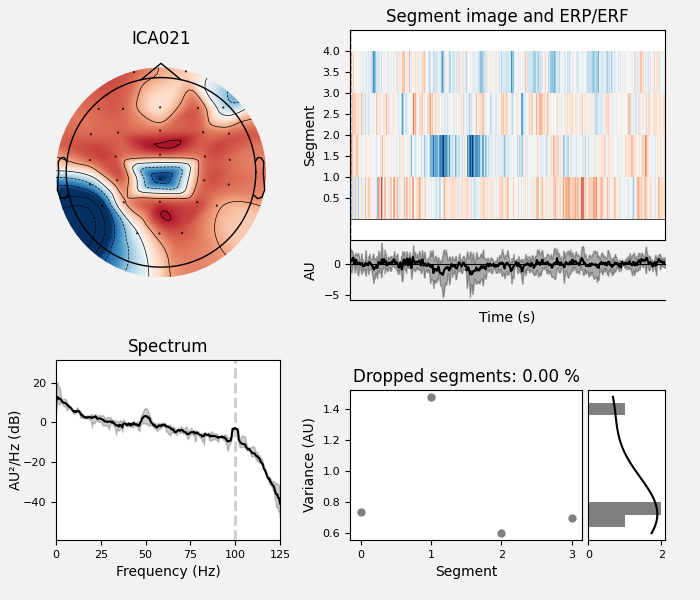 ICA021
Segment image and ERP/ERF
Segment
4.0
3.5
3.0
2.5
2.0
1.5
1.0
0.5
AU
0
−5
Time (s)
Spectrum
AU²/Hz (dB)
20
0
−20
−40
0 25 50 75 100 125
Frequency (Hz)
Dropped segments: 0.00 %
Variance (AU)
1.4
1.2
1.0
0.8
0.6
0 1 2 3
Segment
0 2